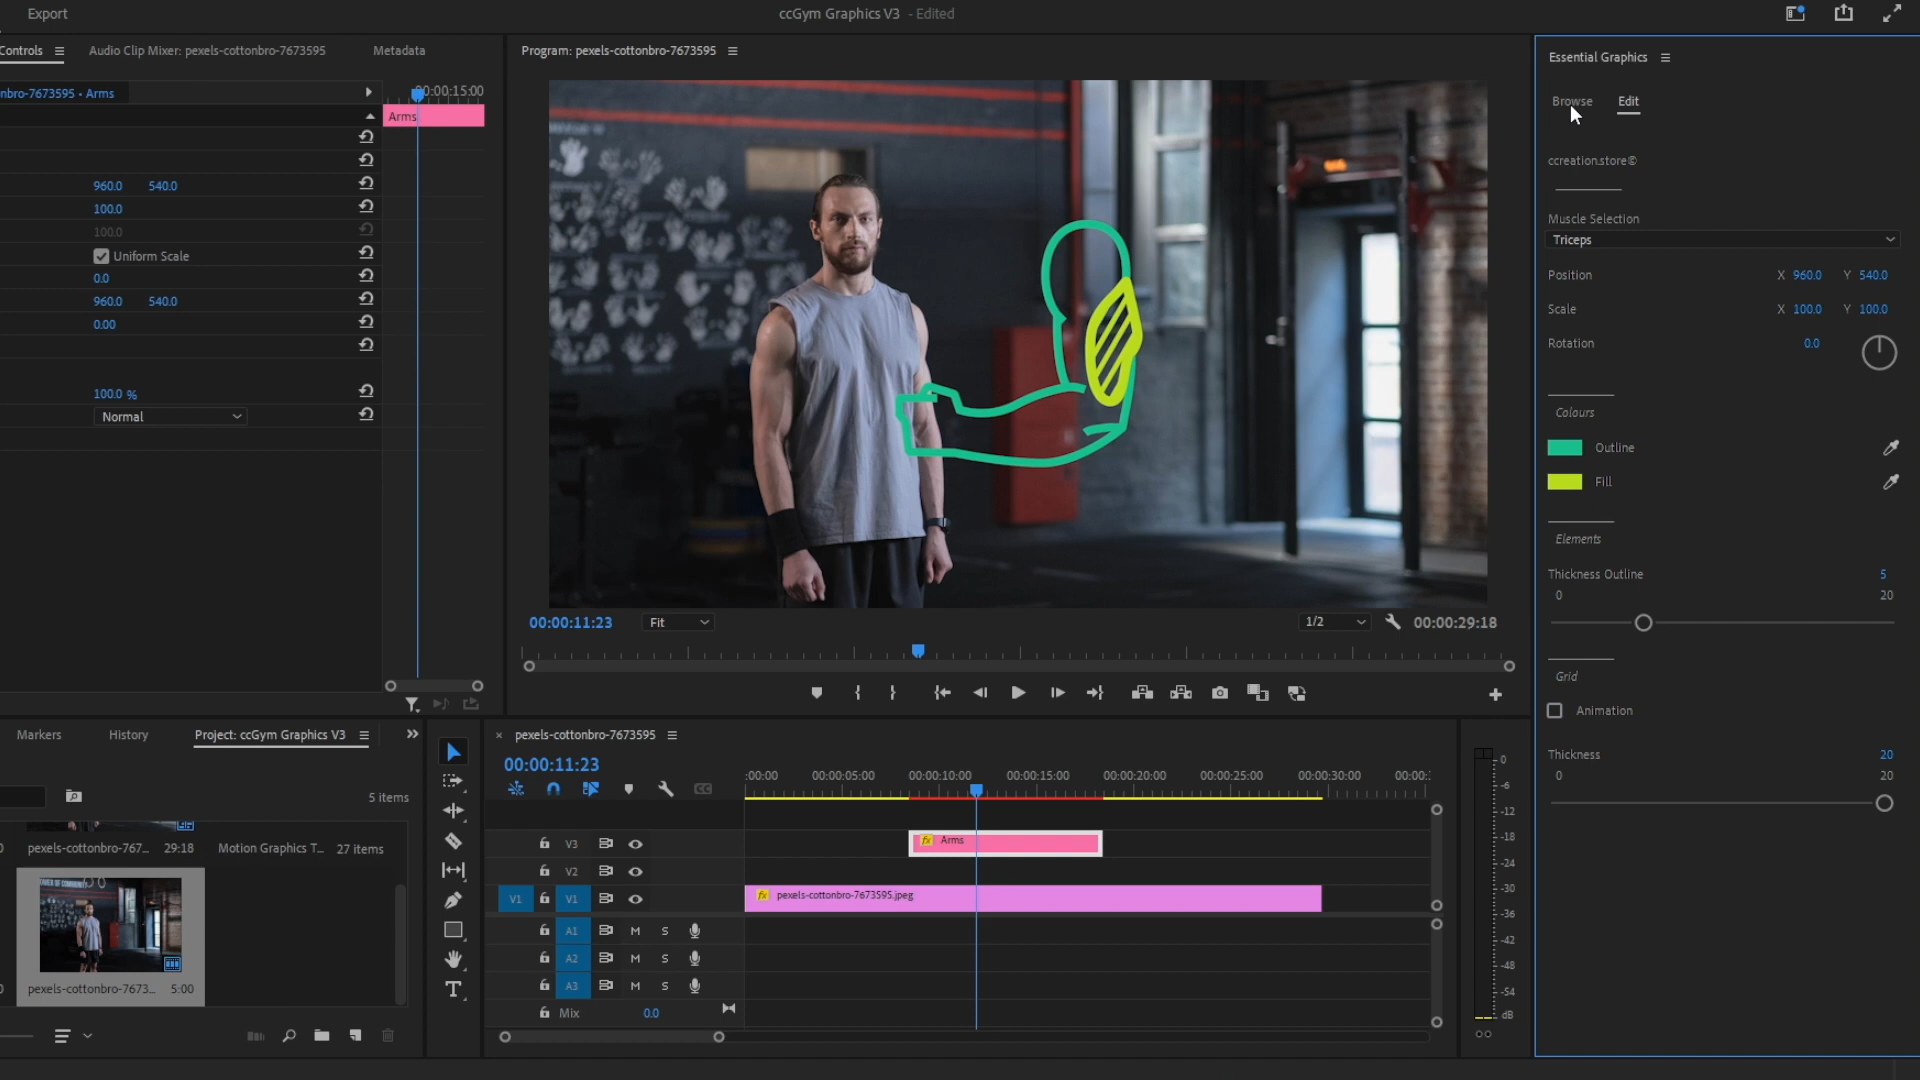 Export
ccGym Graphics V3 - Edited
Controls
Audio Clip Mixer: pexels-cottonbro-7673595
Metadata
nbro-7673595 • Arms
00:00:15:00
Arms
960.0 540.0
100.0
100.0
Uniform Scale
0.0
960.0 540.0
0.00
100.0 %
Normal
Program: pexels-cottonbro-7673595
00:00:11:23
Fit
1/2
00:00:29:18
Essential Graphics
Browse
Edit
ccreation.store©
Muscle Selection
Triceps
Position X 960.0 Y 540.0
Scale X 100.0 Y 100.0
Rotation 0.0
Colours
Outline
Fill
Elements
Thickness Outline 5
0 20
Grid
Animation
Thickness 20
0 20
Markers
History
Project: ccGym Graphics V3
5 items
pexels-cottonbro-767... 29:18
Motion Graphics T... 27 items
pexels-cottonbro-7673... 5:00
pexels-cottonbro-7673595
00:00:11:23
:00:00 00:00:05:00 00:00:10:00 00:00:15:00 00:00:20:00 00:00:25:00 00:00:30:00 00:00:
V3
fx Arms
V2
V1 V1
fx pexels-cottonbro-7673595.jpeg
A1 M S
A2 M S
A3 M S
Mix 0.0
0
-6
-12
-18
-24
-30
-36
-42
-48
-54
dB